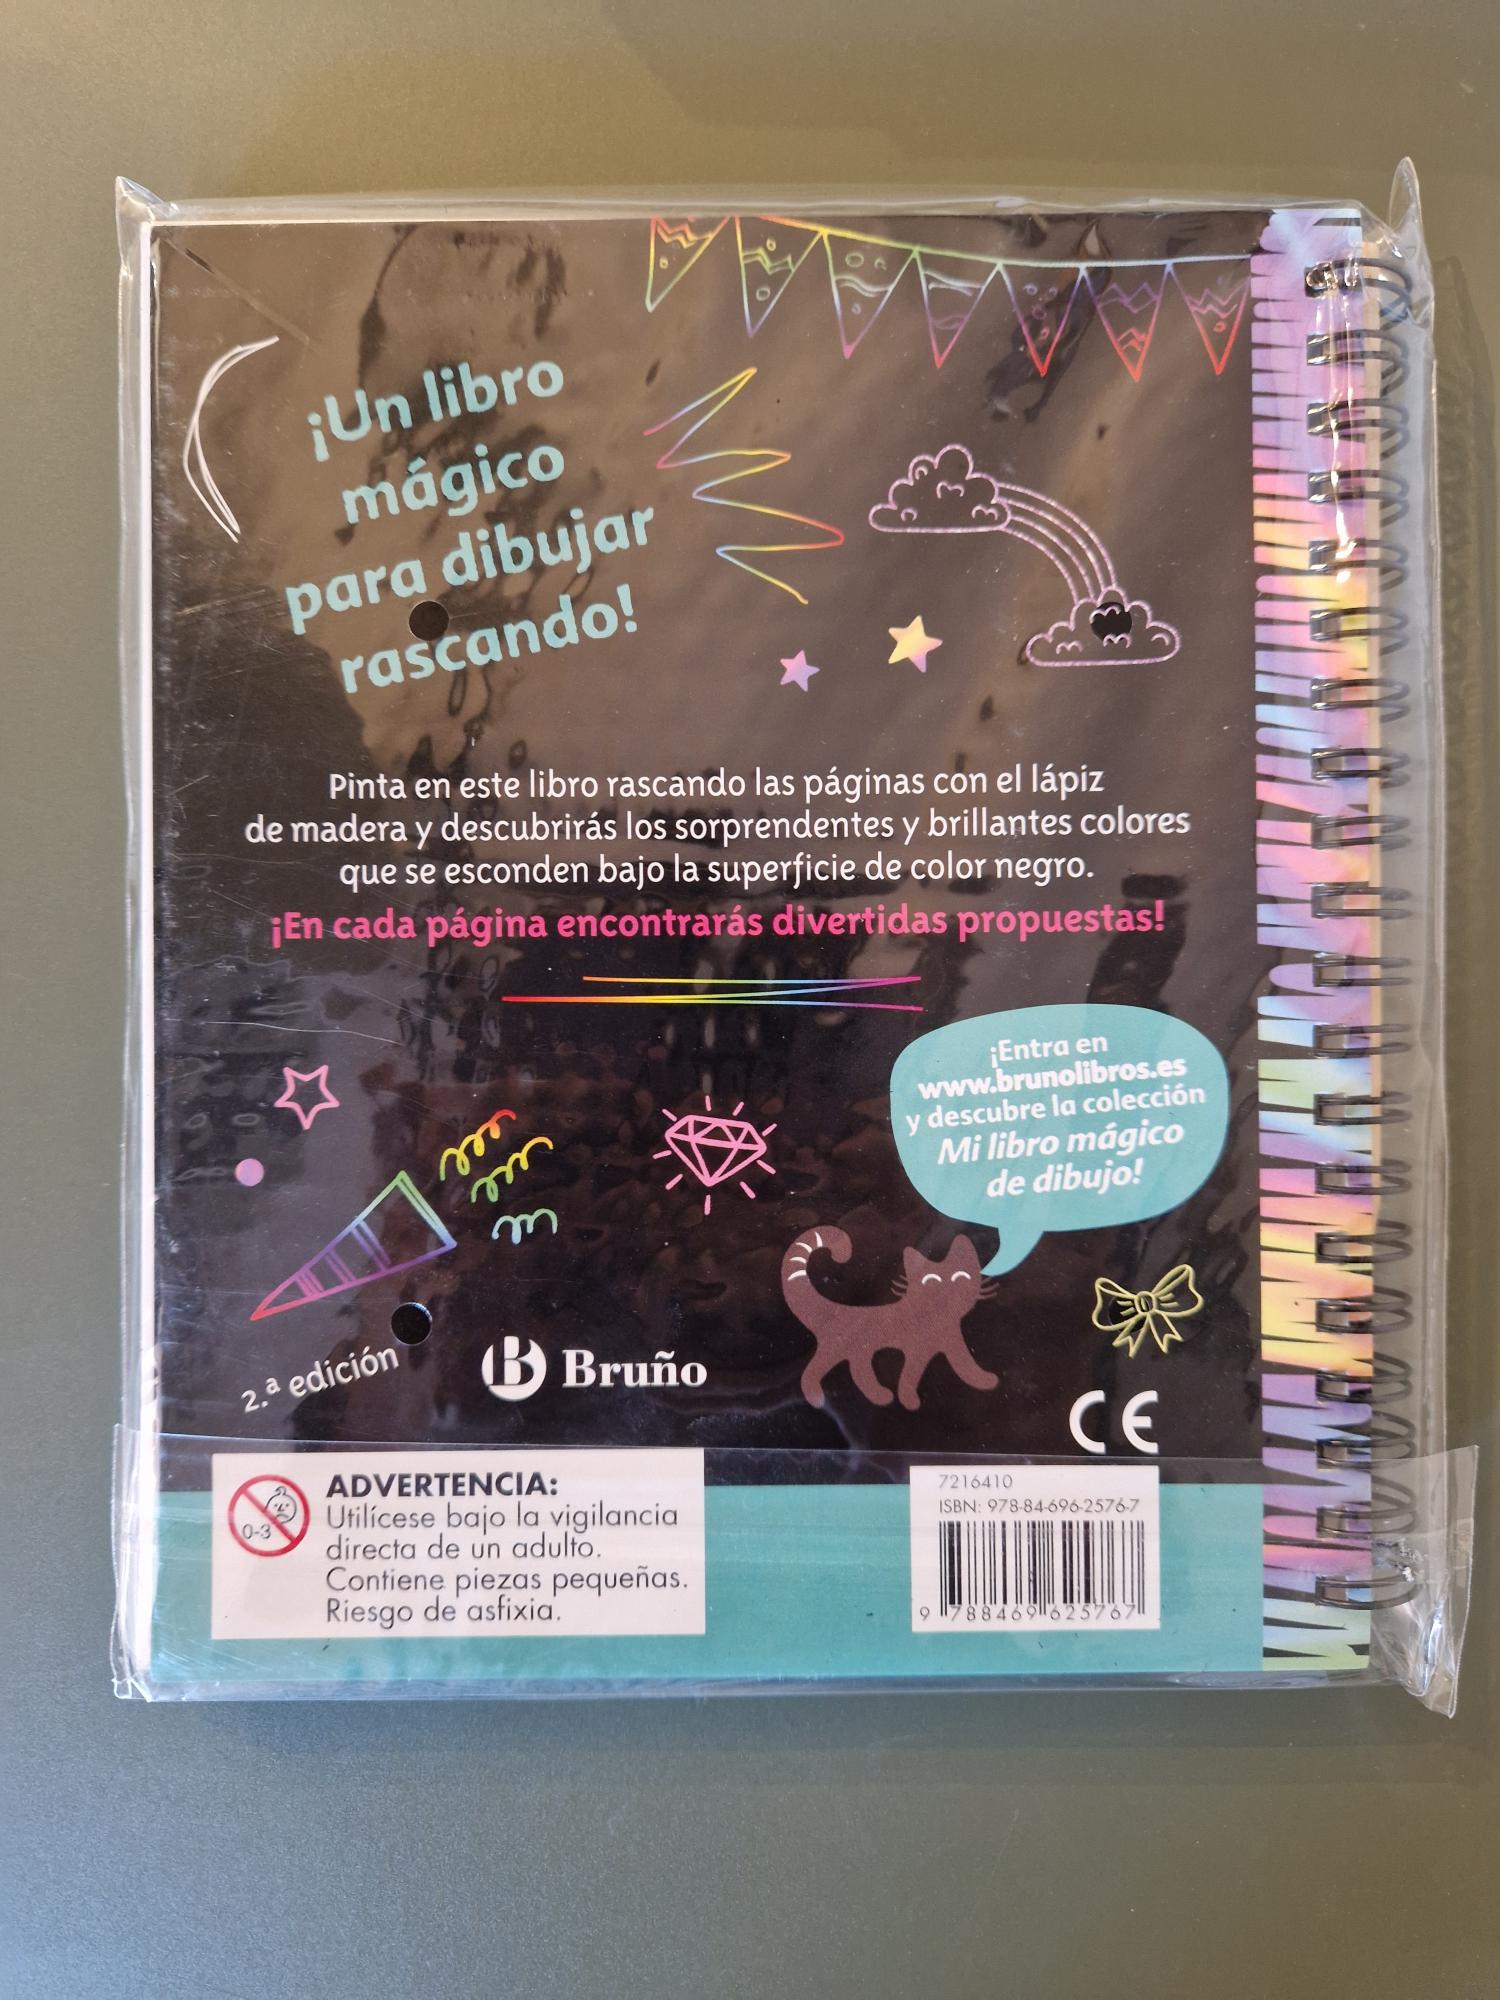 ¡Un libro
mágico
para dibujar
rascando!
Pinta en este libro rascando las páginas con el lápiz
de madera y descubrirás los sorprendentes y brillantes colores
que se esconden bajo la superficie de color negro.
¡En cada página encontrarás divertidas propuestas!
¡Entra en
www.brunolibros.es
y descubre la colección
Mi libro mágico
de dibujo!
2.ª edición
B Bruño
CE
0-3
ADVERTENCIA:
Utilícese bajo la vigilancia
directa de un adulto.
Contiene piezas pequeñas.
Riesgo de asfixia.
7216410
ISBN: 978-84-696-2576-7
9 788469 625767